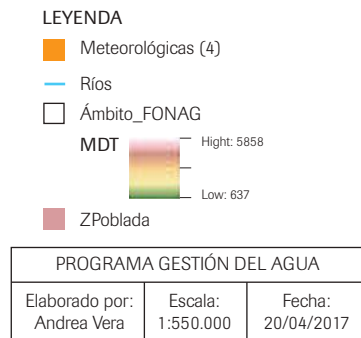 LEYENDA
Meteorológicas (4)
Ríos
Ámbito_FONAG
MDT
Hight: 5858
Low: 637
ZPoblada
PROGRAMA GESTIÓN DEL AGUA
Elaborado por:
Andrea Vera
Escala:
1:550.000
Fecha:
20/04/2017